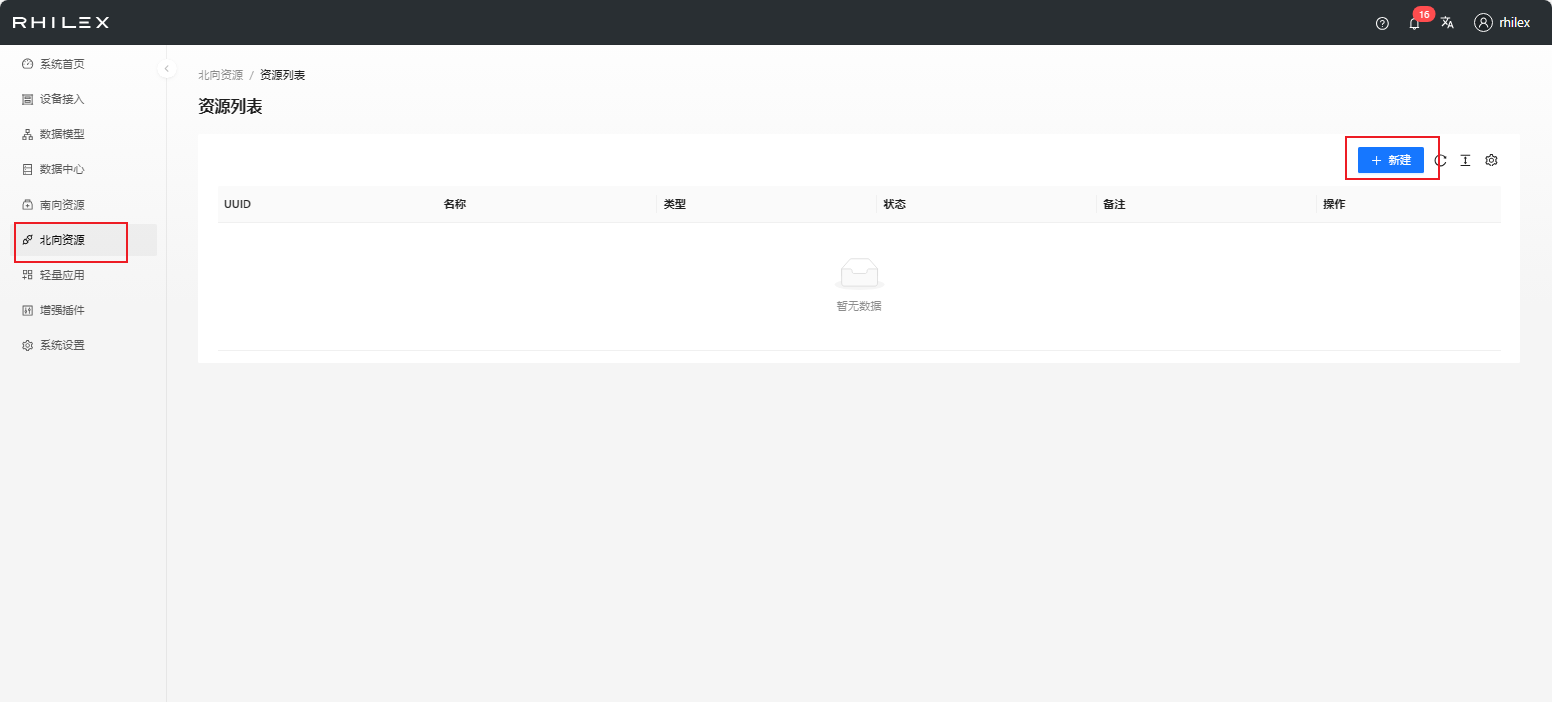 RHILEX
16
rhilex
系统首页
设备接入
数据模型
数据中心
南向资源
北向资源
轻量应用
增强插件
系统设置
北向资源 / 资源列表
资源列表
+ 新建
UUID 名称 类型 状态 备注 操作
暂无数据